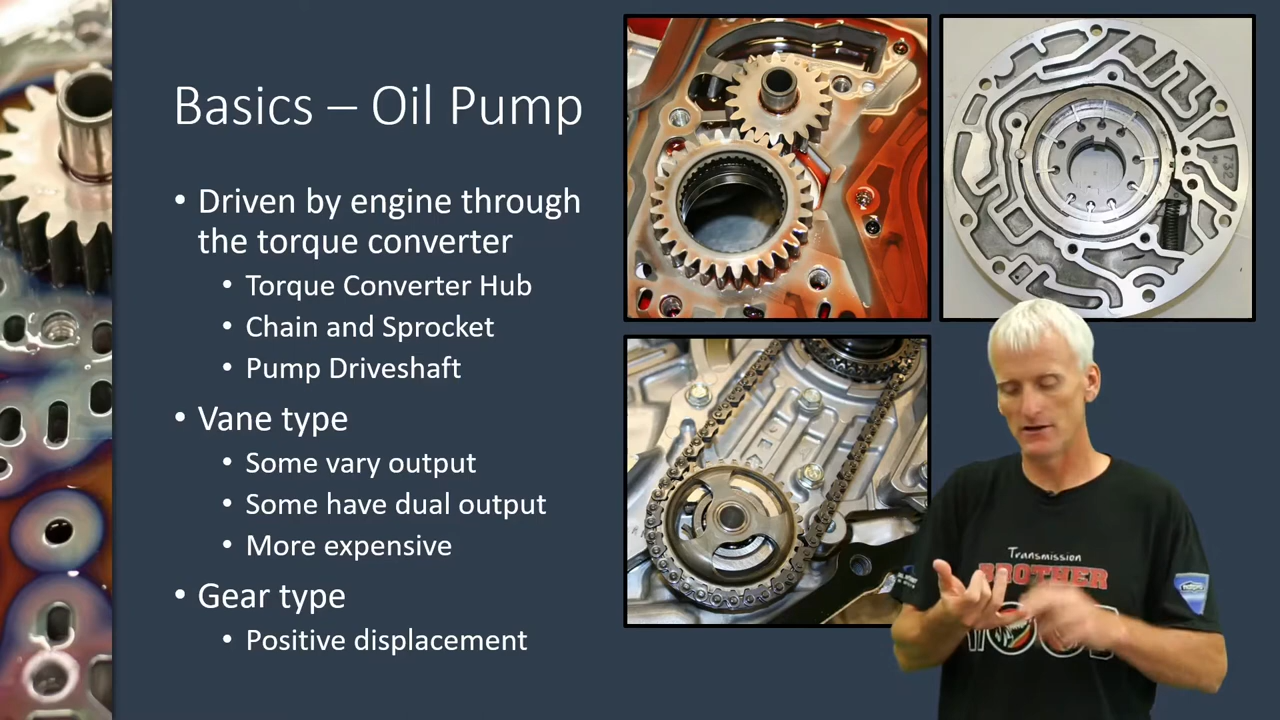 Basics – Oil Pump
• Driven by engine through
the torque converter
• Torque Converter Hub
• Chain and Sprocket
• Pump Driveshaft
• Vane type
• Some vary output
• Some have dual output
• More expensive
• Gear type
• Positive displacement
732
Transmission
BROTHER